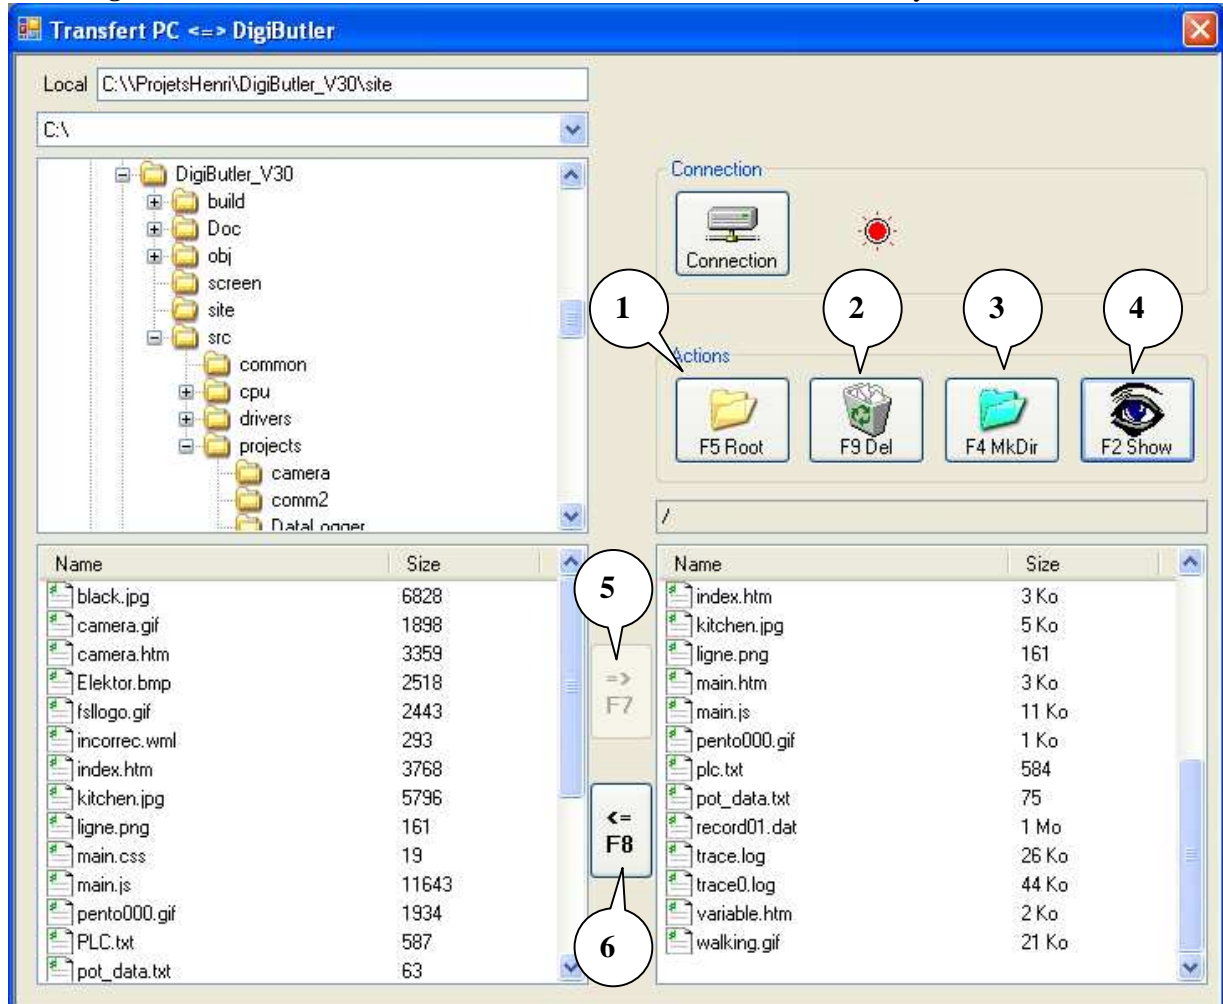 Transfert PC <=> DigiButler
Local C:\\ProjetsHenri\DigiButler_V30\site
C:\
DigiButler_V30
build
Doc
obj
screen
site
src
common
cpu
drivers
projects
camera
comm2
DataLogger
Connection
Connection
1
2
3
4
Actions
F5 Root
F9 Del
F4 MkDir
F2 Show
/
Name Size
black.jpg 6828
camera.gif 1898
camera.htm 3359
Elektor.bmp 2518
fsllogo.gif 2443
incorrec.wml 293
index.htm 3768
kitchen.jpg 5796
ligne.png 161
main.css 19
main.js 11643
pento000.gif 1934
PLC.txt 587
pot_data.txt 63
5
=>
F7
<=
F8
6
Name Size
index.htm 3 Ko
kitchen.jpg 5 Ko
ligne.png 161
main.htm 3 Ko
main.js 11 Ko
pento000.gif 1 Ko
plc.txt 584
pot_data.txt 75
record01.dat 1 Mo
trace.log 26 Ko
trace0.log 44 Ko
variable.htm 2 Ko
walking.gif 21 Ko